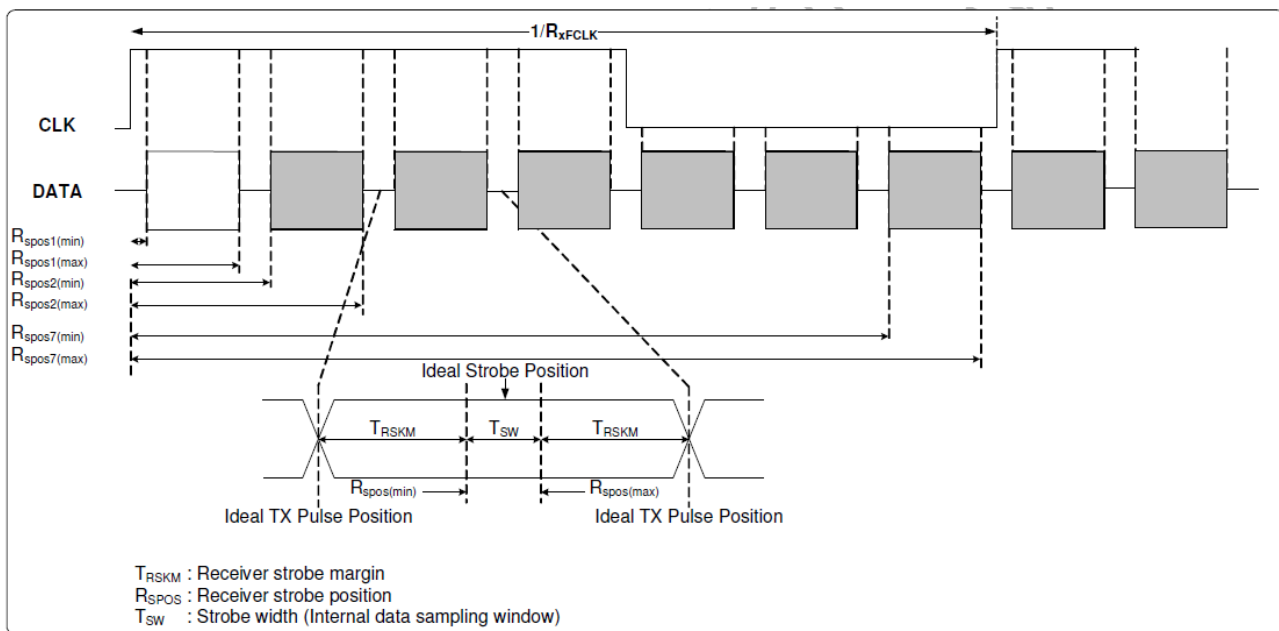 1/RxFCLK
CLK
DATA
Rspos1(min)
Rspos1(max)
Rspos2(min)
Rspos2(max)
Rspos7(min)
Rspos7(max)
Ideal Strobe Position
TRSKM TSW TRSKM
Rspos(min) Rspos(max)
Ideal TX Pulse Position Ideal TX Pulse Position
TRSKM : Receiver strobe margin
RSPOS : Receiver strobe position
TSW : Strobe width (Internal data sampling window)